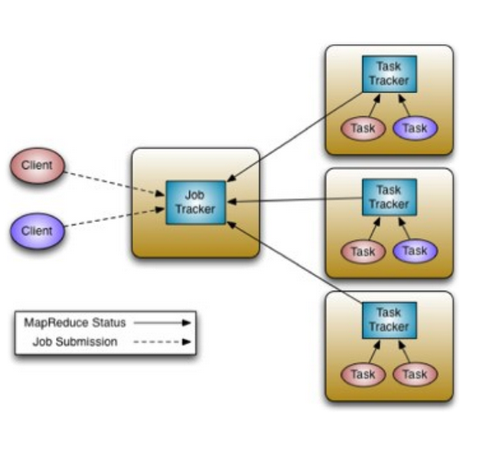 Task
Tracker
Task
Task
Client
Job
Tracker
Task
Tracker
Client
Task
Task
Task
Tracker
MapReduce Status
Job Submission
Task
Task